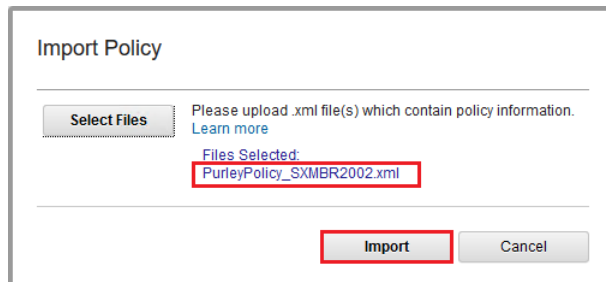 Import Policy
Select Files
Please upload .xml file(s) which contain policy information.
Learn more
Files Selected:
PurleyPolicy_SXMBR2002.xml
Import
Cancel